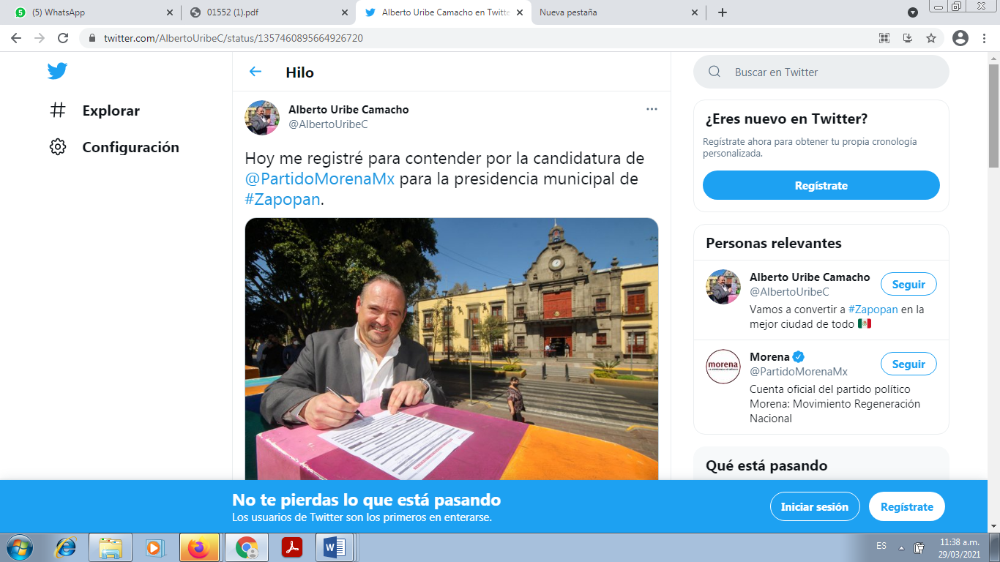 (5) WhatsApp
01552 (1).pdf
Alberto Uribe Camacho en Twitte
Nueva pestaña
twitter.com/AlbertoUribeC/status/1357460895664926720
Explorar
Configuración
Hilo
Alberto Uribe Camacho
@AlbertoUribeC
Hoy me registré para contender por la candidatura de
@PartidoMorenaMx para la presidencia municipal de
#Zapopan.
Buscar en Twitter
¿Eres nuevo en Twitter?
Regístrate ahora para obtener tu propia cronología
personalizada.
Regístrate
Personas relevantes
Alberto Uribe Camacho
@AlbertoUribeC
Seguir
Vamos a convertir a #Zapopan en la
mejor ciudad de todo
morena
Morena
@PartidoMorenaMx
Seguir
Cuenta oficial del partido político
Morena: Movimiento Regeneración
Nacional
Qué está pasando
No te pierdas lo que está pasando
Los usuarios de Twitter son los primeros en enterarse.
Iniciar sesión
Regístrate
ES
11:38 a.m.
29/03/2021